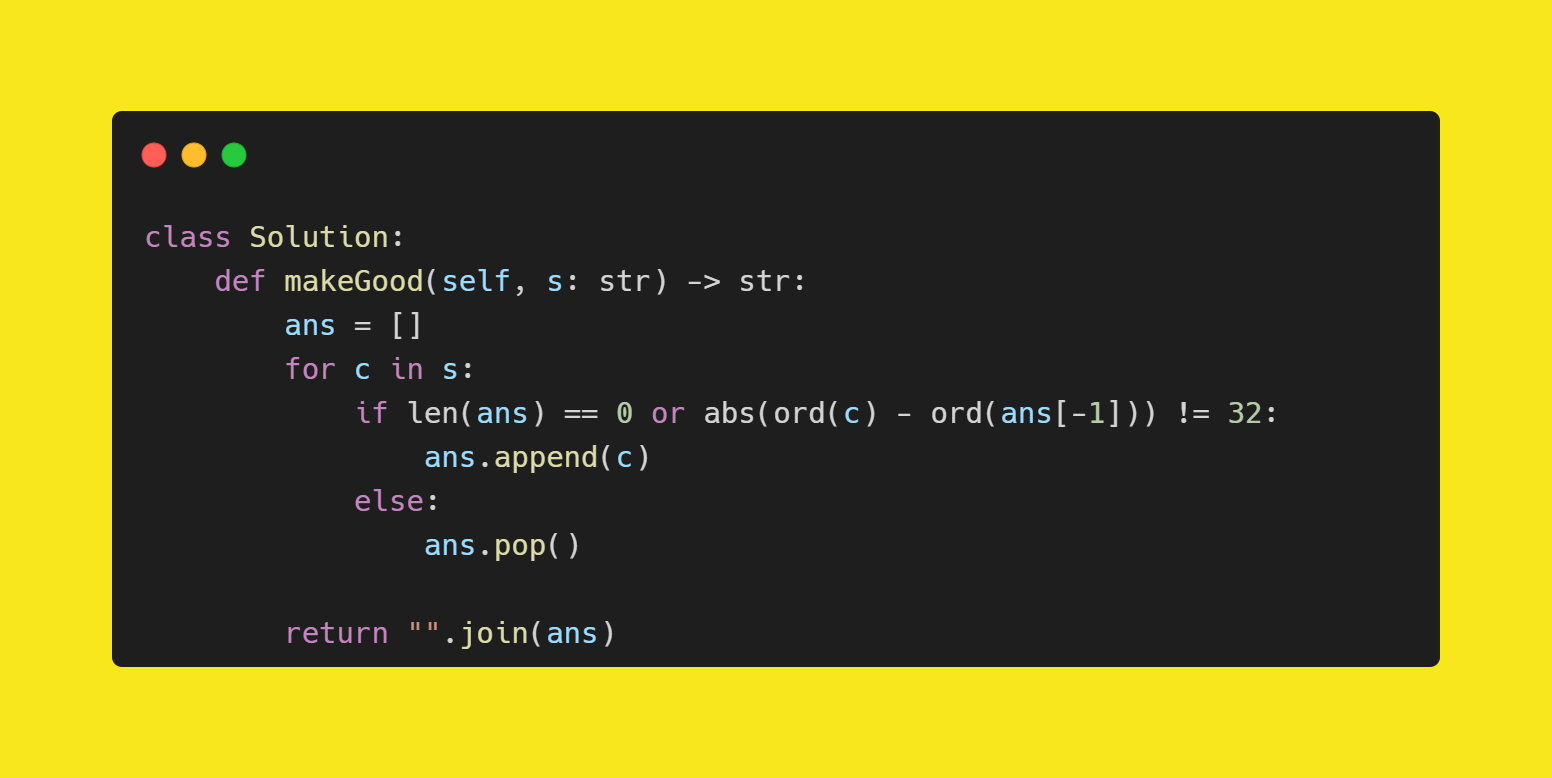 class Solution:
    def makeGood(self, s: str) -> str:
        ans = []
        for c in s:
            if len(ans) == 0 or abs(ord(c) - ord(ans[-1])) != 32:
                ans.append(c)
            else:
                ans.pop()

        return "".join(ans)